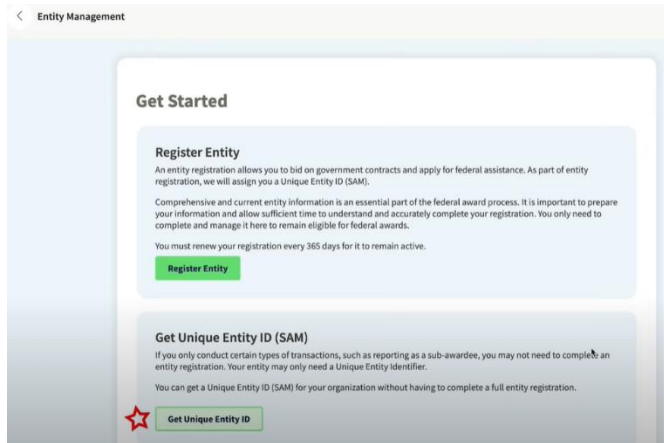 Entity Management
Get Started
Register Entity
An entity registration allows you to bid on government contracts and apply for federal assistance. As part of entity
registration, we will assign you a Unique Entity ID (SAM).
Comprehensive and current entity information is an essential part of the federal award process. It is important to prepare
your information and allow sufficient time to understand and accurately complete your registration. You only need to
complete and manage it here to remain eligible for federal awards.
You must renew your registration every 365 days for it to remain active.
Register Entity
Get Unique Entity ID (SAM)
If you only conduct certain types of transactions, such as reporting as a sub-awardee, you may not need to complete an
entity registration. Your entity may only need a Unique Entity Identifier.
You can get a Unique Entity ID (SAM) for your organization without having to complete a full entity registration.
Get Unique Entity ID